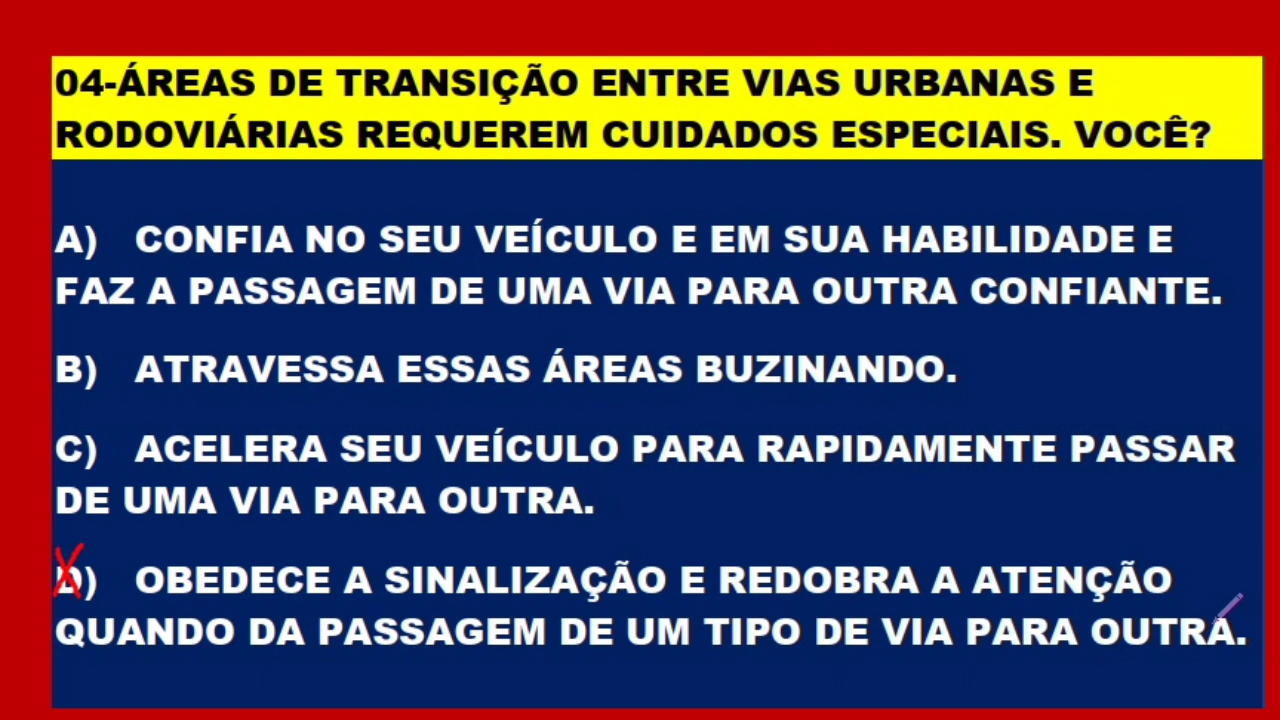 04-ÁREAS DE TRANSIÇÃO ENTRE VIAS URBANAS E
RODOVIÁRIAS REQUEREM CUIDADOS ESPECIAIS. VOCÊ?
A) CONFIA NO SEU VEÍCULO E EM SUA HABILIDADE E
FAZ A PASSAGEM DE UMA VIA PARA OUTRA CONFIANTE.
B) ATRAVESSA ESSAS ÁREAS BUZINANDO.
C) ACELERA SEU VEÍCULO PARA RAPIDAMENTE PASSAR
DE UMA VIA PARA OUTRA.
D) OBEDECE A SINALIZAÇÃO E REDOBRA A ATENÇÃO
QUANDO DA PASSAGEM DE UM TIPO DE VIA PARA OUTRA.